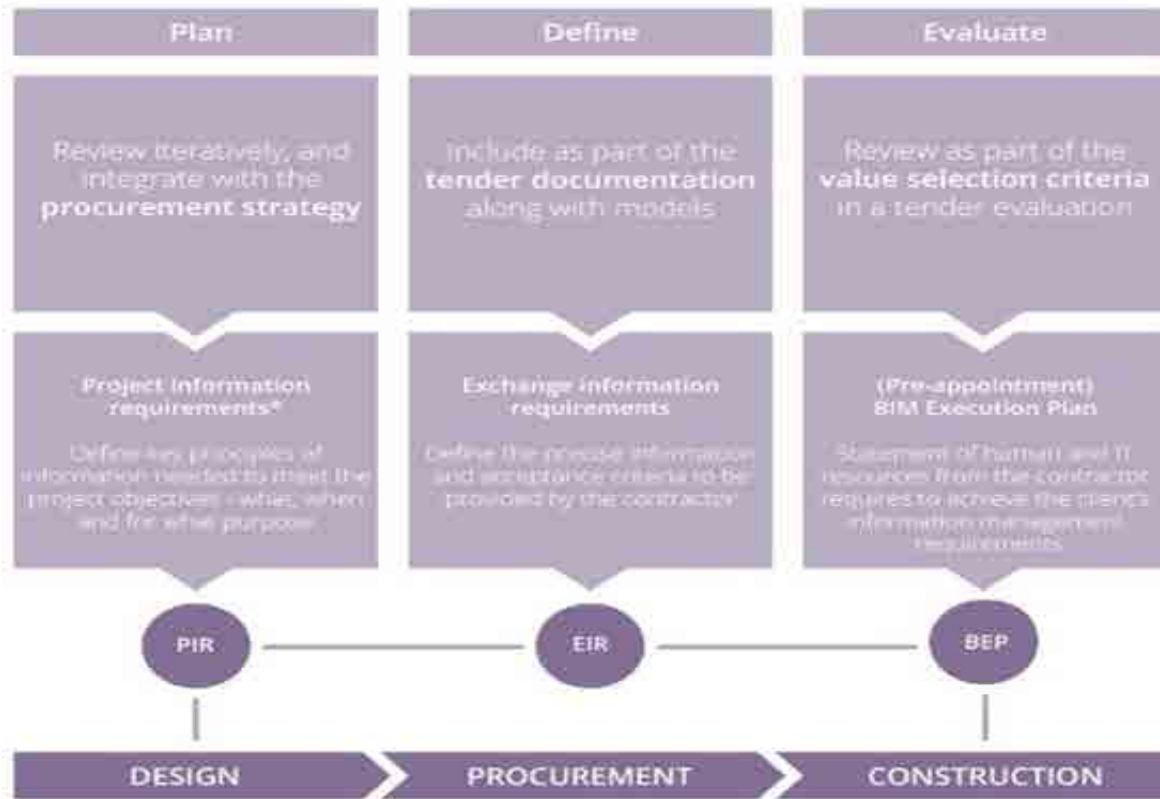 Plan
Review iteratively, and
integrate with the
procurement strategy
Project information
requirements*
Define key principles of
information needed to meet the
project objectives - what, when
and for what purpose
PIR
DESIGN
Define
Include as part of the
tender documentation
along with models
Exchange information
requirements
Define the precise information
and acceptance criteria to be
provided by the contractor
EIR
PROCUREMENT
Evaluate
Review as part of the
value selection criteria
in a tender evaluation
(Pre-appointment)
BIM Execution Plan
Statement of human and IT
resources from the contractor
requires to achieve the clients
information management
requirements
BEP
CONSTRUCTION